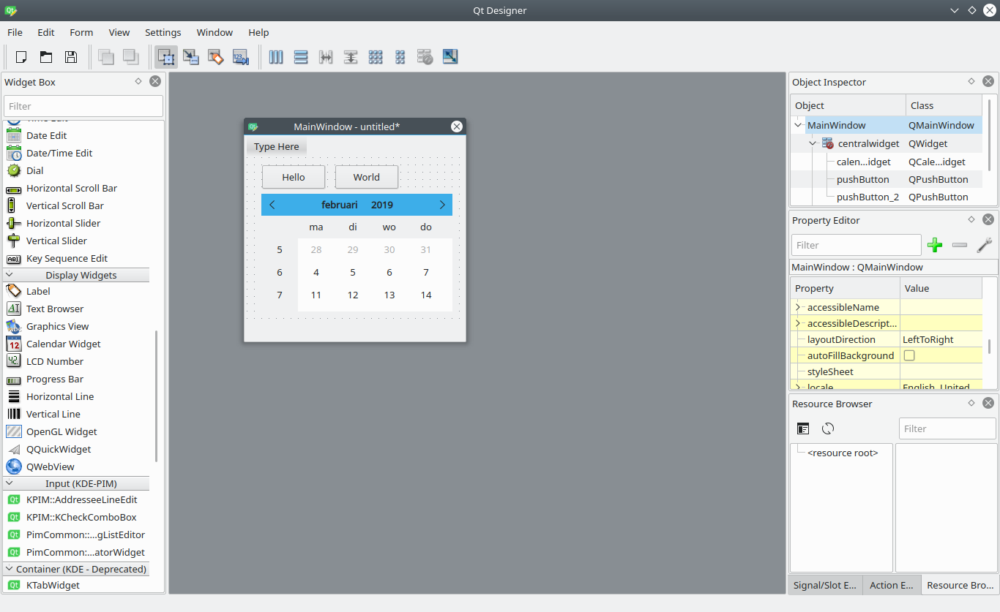 Qt Designer
File Edit Form View Settings Window Help
Widget Box
Filter
Date Edit
Date/Time Edit
Dial
Horizontal Scroll Bar
Vertical Scroll Bar
Horizontal Slider
Vertical Slider
Key Sequence Edit
Display Widgets
Label
Text Browser
Graphics View
Calendar Widget
LCD Number
Progress Bar
Horizontal Line
Vertical Line
OpenGL Widget
QQuickWidget
QWebView
Input (KDE-PIM)
KPIM::AddresseeLineEdit
KPIM::KCheckComboBox
PimCommon::...gListEditor
PimCommon:...atorWidget
Container (KDE - Deprecated)
KTabWidget
MainWindow - untitled*
Type Here
Hello World
februari 2019
ma di wo do
5 28 29 30 31
6 4 5 6 7
7 11 12 13 14
Object Inspector
Object Class
MainWindow QMainWindow
centralwidget QWidget
calen...idget QCale...idget
pushButton QPushButton
pushButton_2 QPushButton
Property Editor
Filter
MainWindow : QMainWindow
Property Value
accessibleName
accessibleDescript...
layoutDirection LeftToRight
autoFillBackground
styleSheet
locale English, United
Resource Browser
Filter
<resource root>
Signal/Slot E... Action E... Resource Bro...